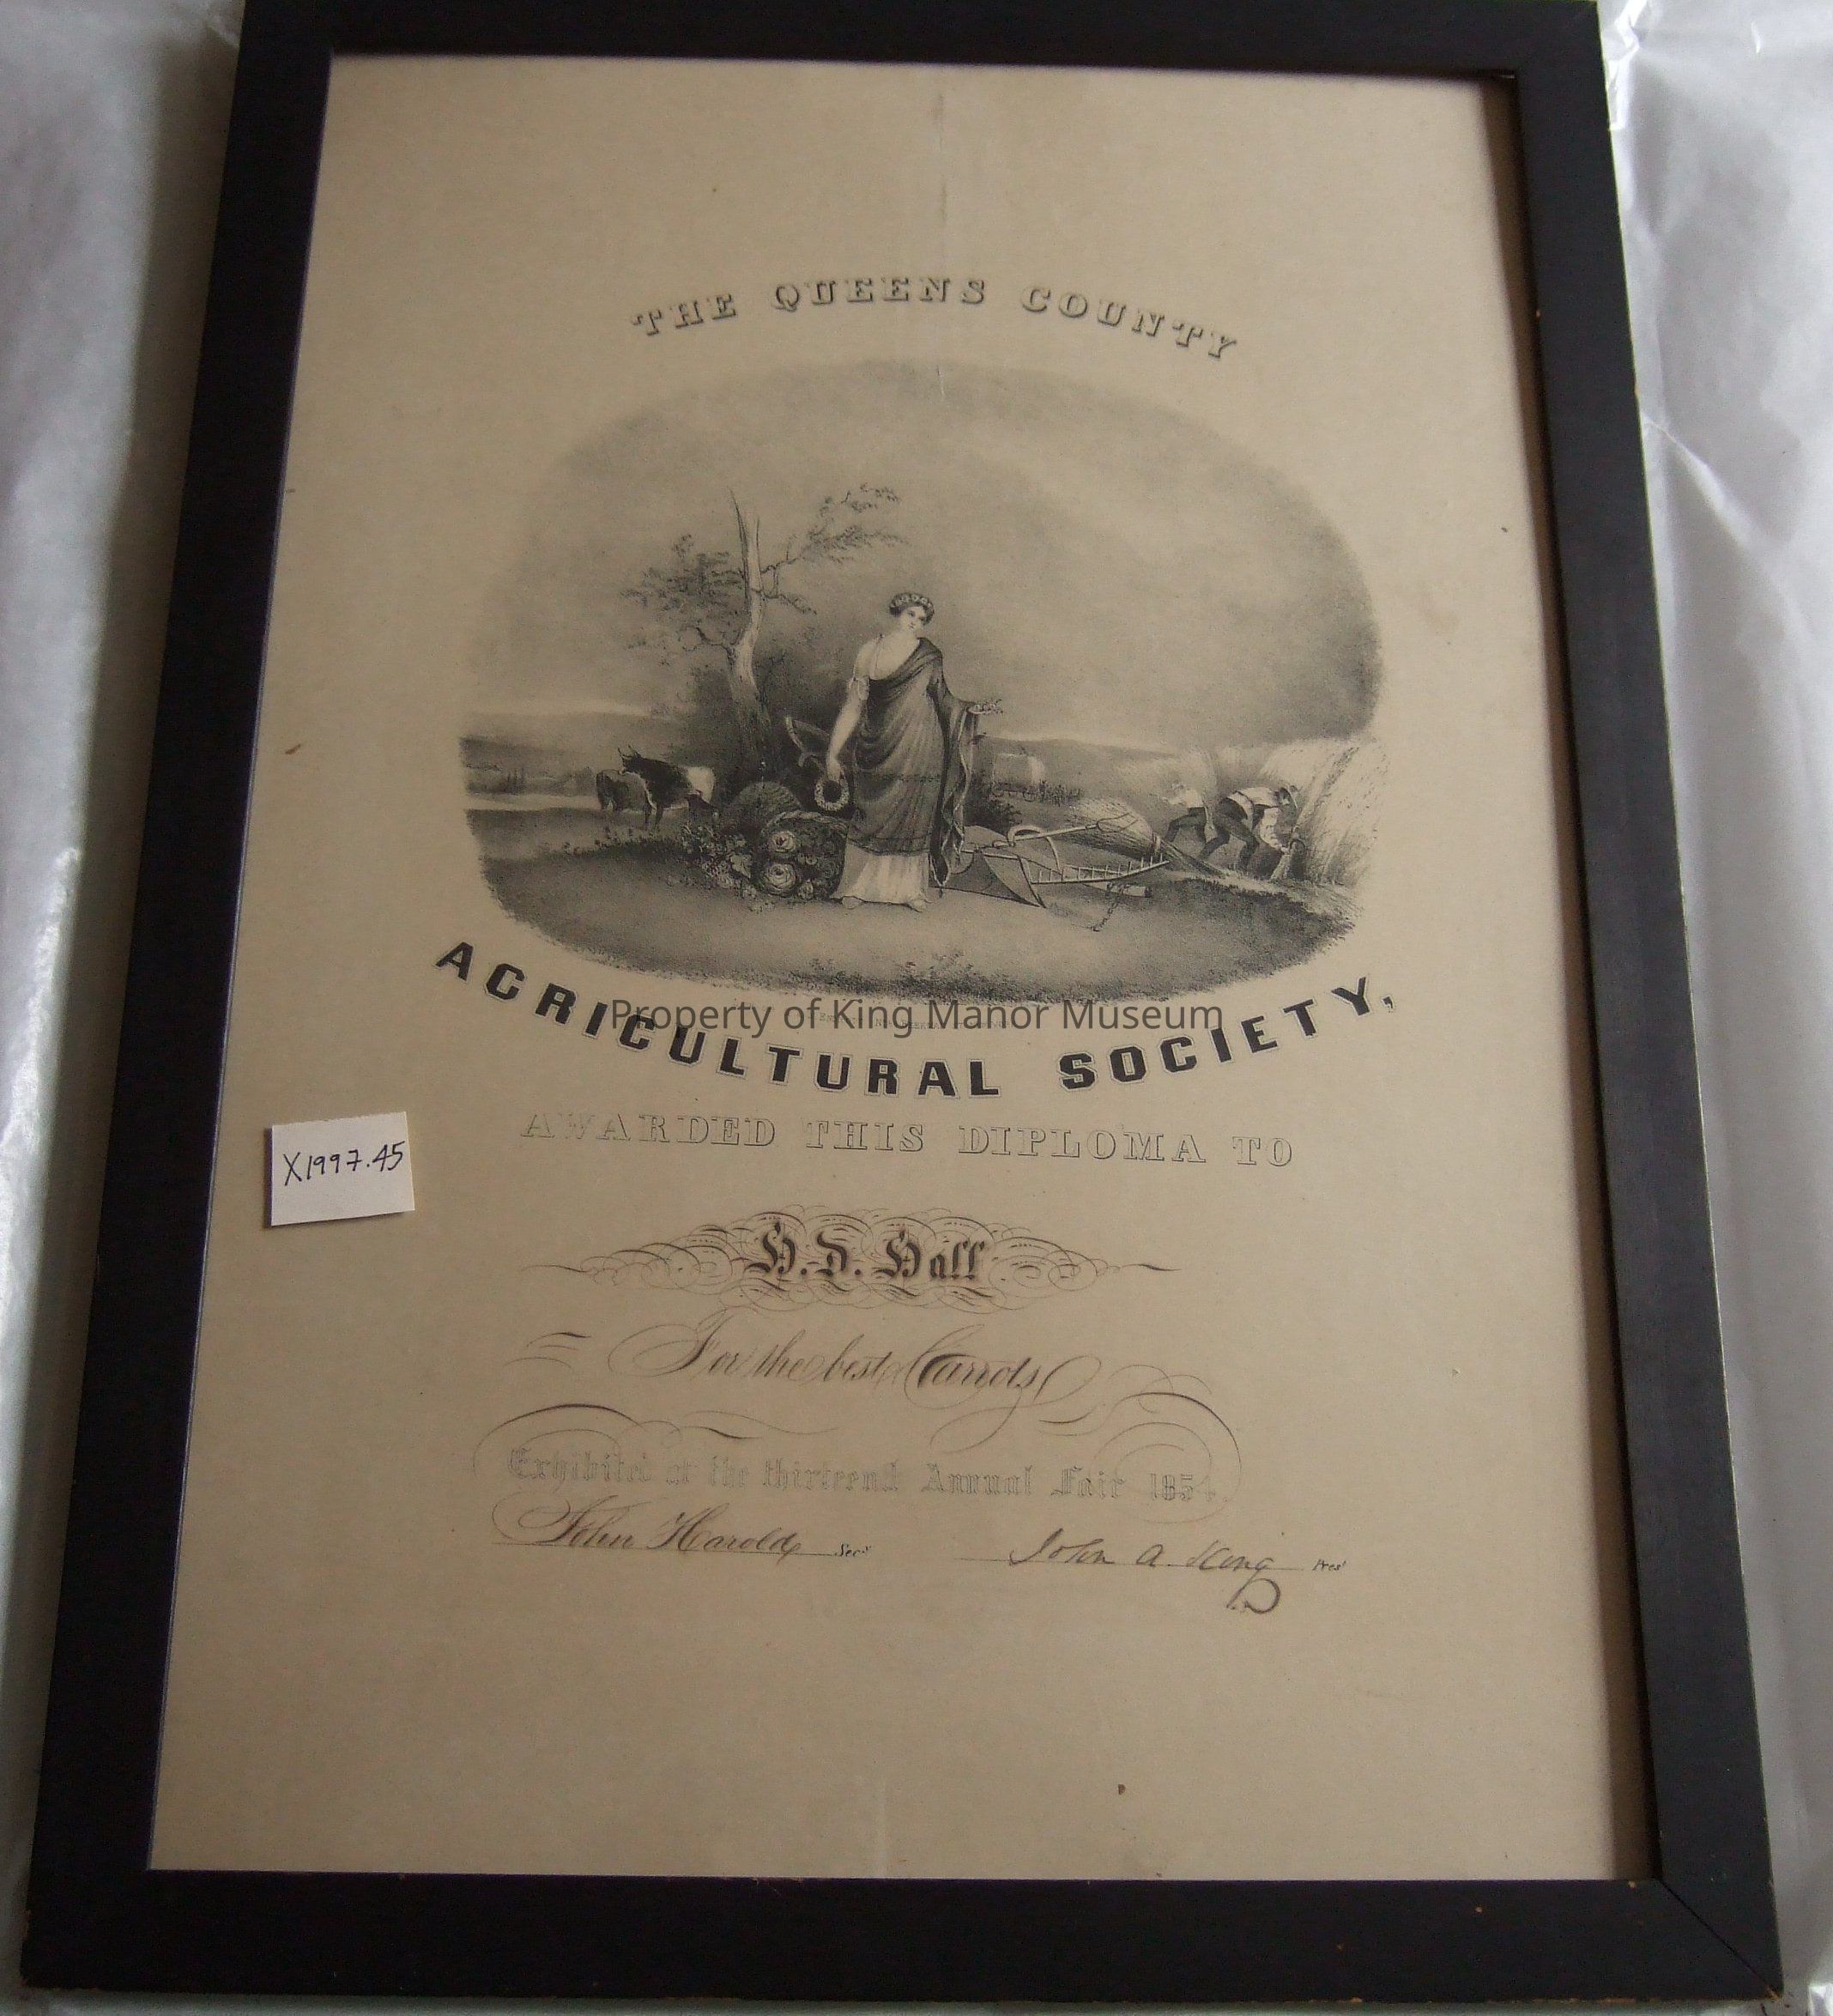 THE QUEENS COUNTY
AGRICULTURAL SOCIETY,
Property of King Manor Museum
AWARDED THIS DIPLOMA TO
X1997.45
H. D. Hall
For the best Carrots
Exhibited at the thirteend Annual Fair 1854
John Harold Secy
John A. King Prest